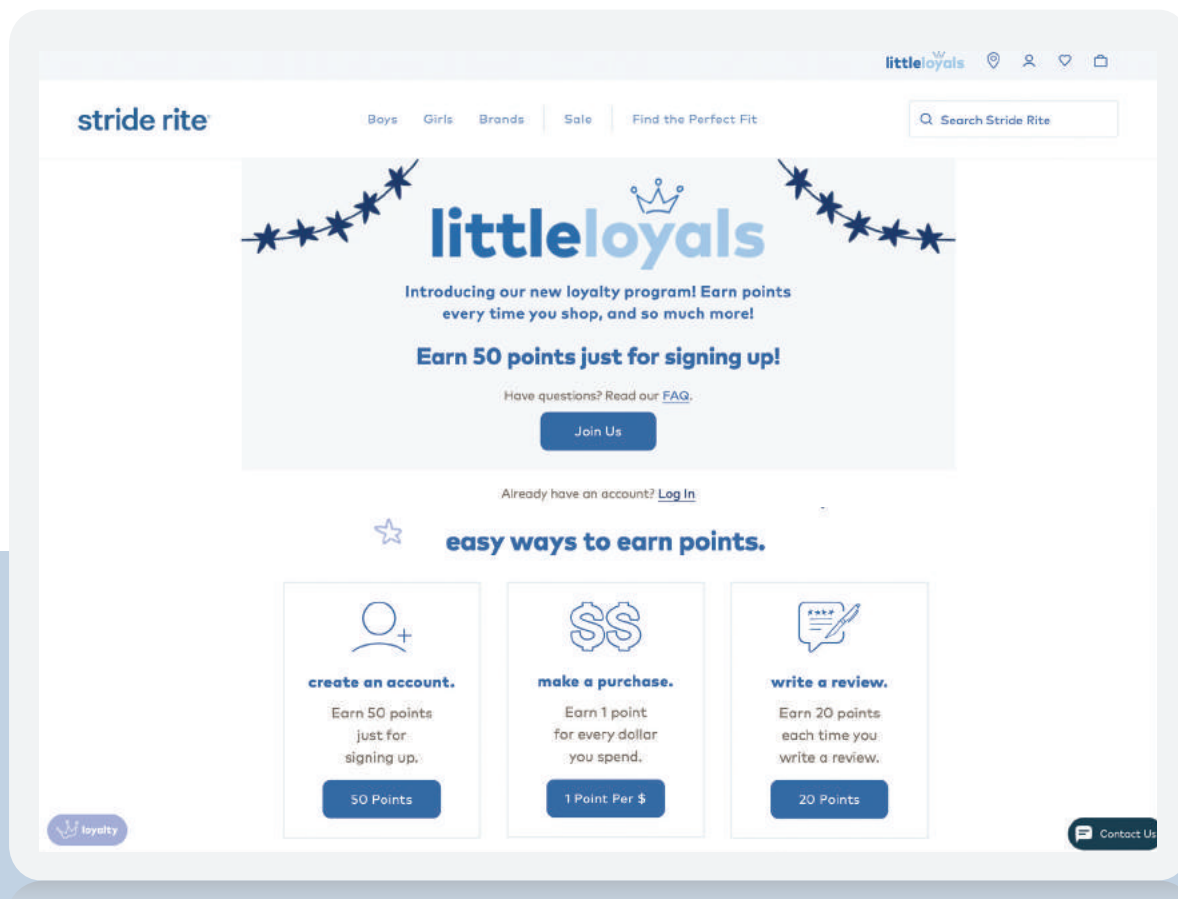 littleloyals
stride rite
Boys Girls Brands Sale Find the Perfect Fit
Search Stride Rite
littleloyals
Introducing our new loyalty program! Earn points
every time you shop, and so much more!
Earn 50 points just for signing up!
Have questions? Read our FAQ.
Join Us
Already have an account? Log In
easy ways to earn points.
create an account.
Earn 50 points
just for
signing up.
50 Points
$$
make a purchase.
Earn 1 point
for every dollar
you spend.
1 Point Per $
write a review.
Earn 20 points
each time you
write a review.
20 Points
loyalty
Contact Us